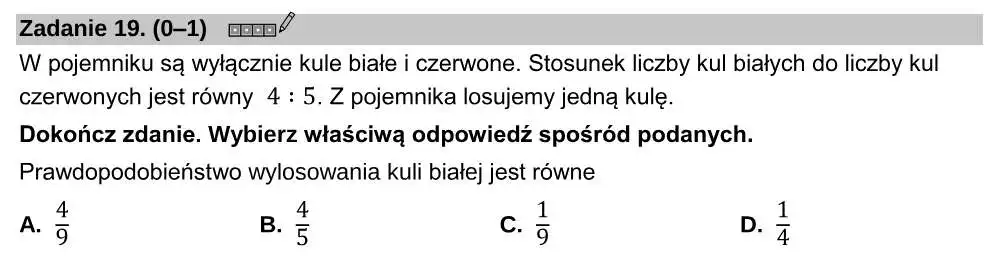 Zadanie 19. (0–1)
W pojemniku są wyłącznie kule białe i czerwone. Stosunek liczby kul białych do liczby kul
czerwonych jest równy 4 : 5. Z pojemnika losujemy jedną kulę.
Dokończ zdanie. Wybierz właściwą odpowiedź spośród podanych.
Prawdopodobieństwo wylosowania kuli białej jest równe
A. 4/9 B. 4/5 C. 1/9 D. 1/4